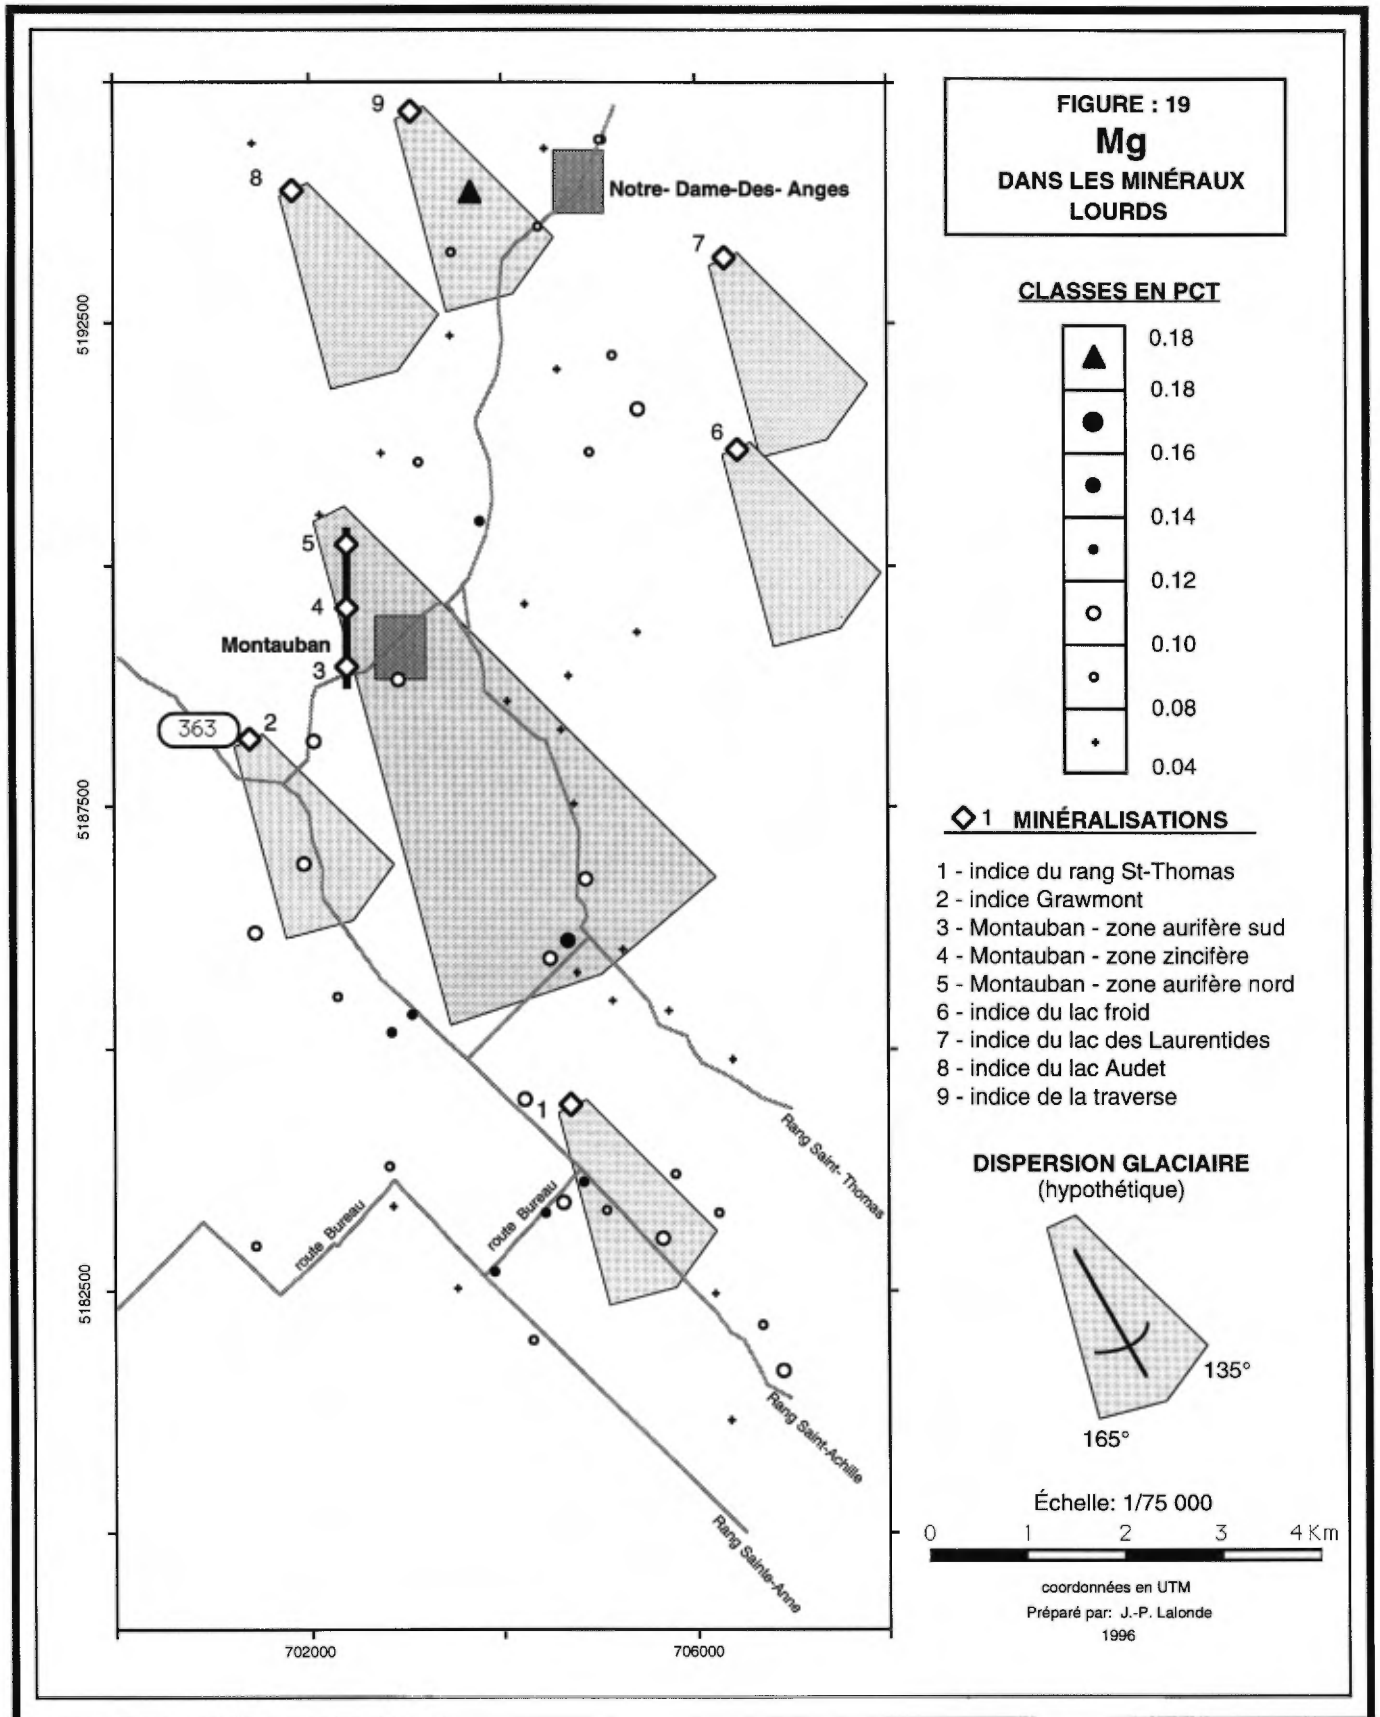 FIGURE : 19
Mg
DANS LES MINÉRAUX
LOURDS
CLASSES EN PCT
0.18
0.18
0.16
0.14
0.12
0.10
0.08
0.04
1 MINÉRALISATIONS
1 - indice du rang St-Thomas
2 - indice Grawmont
3 - Montauban - zone aurifère sud
4 - Montauban - zone zincifère
5 - Montauban - zone aurifère nord
6 - indice du lac froid
7 - indice du lac des Laurentides
8 - indice du lac Audet
9 - indice de la traverse
DISPERSION GLACIAIRE
(hypothétique)
135°
165°
Échelle: 1/75 000
0 1 2 3 4 Km
coordonnées en UTM
Préparé par: J.-P. Lalonde
1996
9
8
Notre- Dame-Des- Anges
7
6
5
4
Montauban
3
363
2
1
route Bureau
route Bureau
Rang Saint- Thomas
Rang Saint-Achille
Rang Sainte-Anne
5192500
5187500
5182500
702000
706000